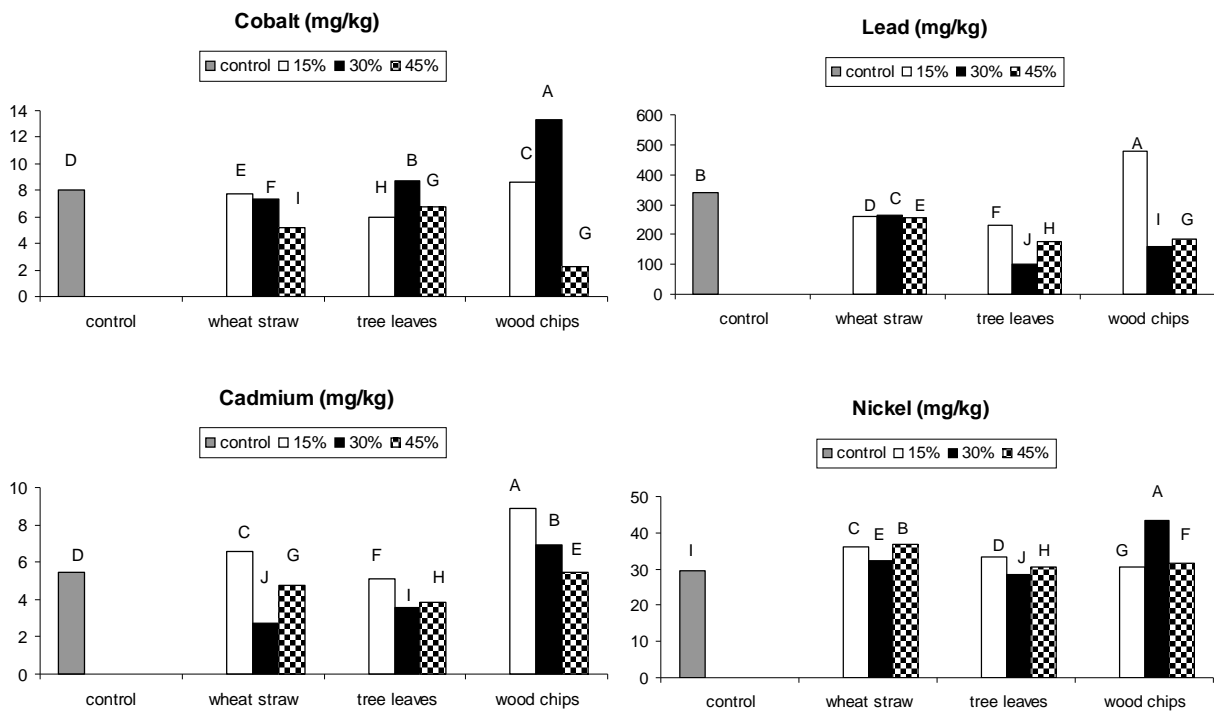 Cobalt (mg/kg)
control 15% 30% 45%
14
12
10
8
6
4
2
0
D
E
F
I
H
B
G
C
A
G
control
wheat straw
tree leaves
wood chips
Lead (mg/kg)
control 15% 30% 45%
600
500
400
300
200
100
0
B
D
C
E
F
J
H
A
I
G
control
wheat straw
tree leaves
wood chips
Cadmium (mg/kg)
control 15% 30% 45%
10
8
6
4
2
0
D
C
J
G
F
I
H
A
B
E
control
wheat straw
tree leaves
wood chips
Nickel (mg/kg)
control 15% 30% 45%
50
40
30
20
10
0
I
C
E
B
D
J
H
G
A
F
control
wheat straw
tree leaves
wood chips